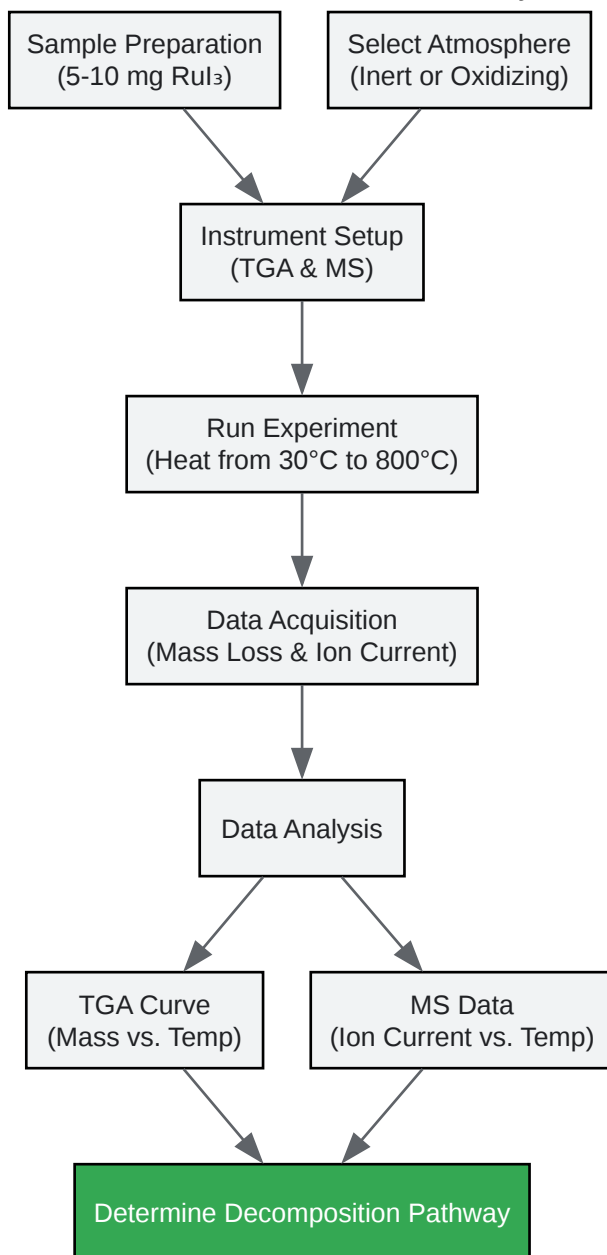 Sample Preparation
(5-10 mg RuI₃)
Select Atmosphere
(Inert or Oxidizing)
Instrument Setup
(TGA & MS)
Run Experiment
(Heat from 30°C to 800°C)
Data Acquisition
(Mass Loss & Ion Current)
Data Analysis
TGA Curve
(Mass vs. Temp)
MS Data
(Ion Current vs. Temp)
Determine Decomposition Pathway